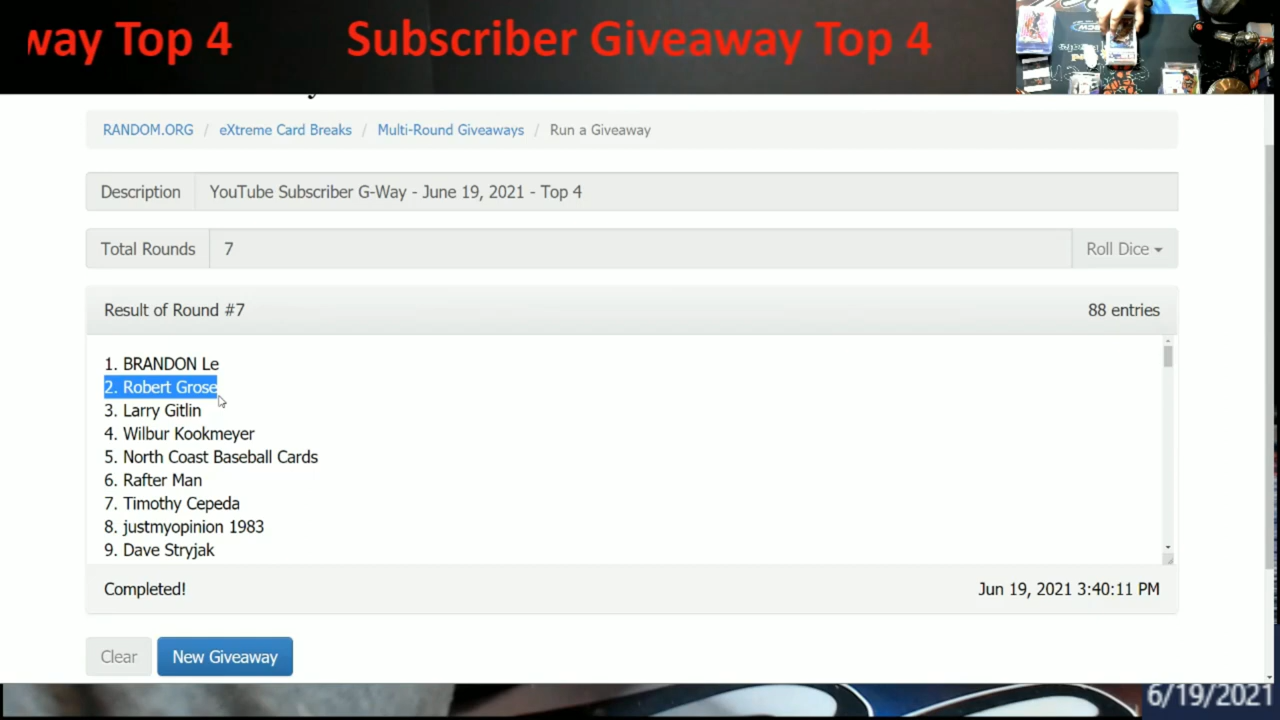 way Top 4 Subscriber Giveaway Top 4
RANDOM.ORG / eXtreme Card Breaks / Multi-Round Giveaways / Run a Giveaway
Description YouTube Subscriber G-Way - June 19, 2021 - Top 4
Total Rounds 7 Roll Dice
Result of Round #7 88 entries
1. BRANDON Le
2. Robert Grose
3. Larry Gitlin
4. Wilbur Kookmeyer
5. North Coast Baseball Cards
6. Rafter Man
7. Timothy Cepeda
8. justmyopinion 1983
9. Dave Stryjak
Completed! Jun 19, 2021 3:40:11 PM
Clear New Giveaway
6/19/2021